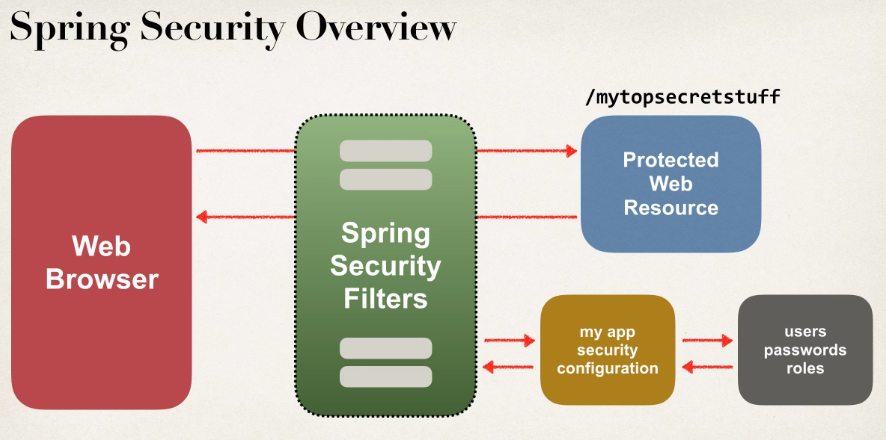 Spring Security Overview
/mytopsecretstuff
Web
Browser
Spring
Security
Filters
Protected
Web
Resource
my app
security
configuration
users
passwords
roles